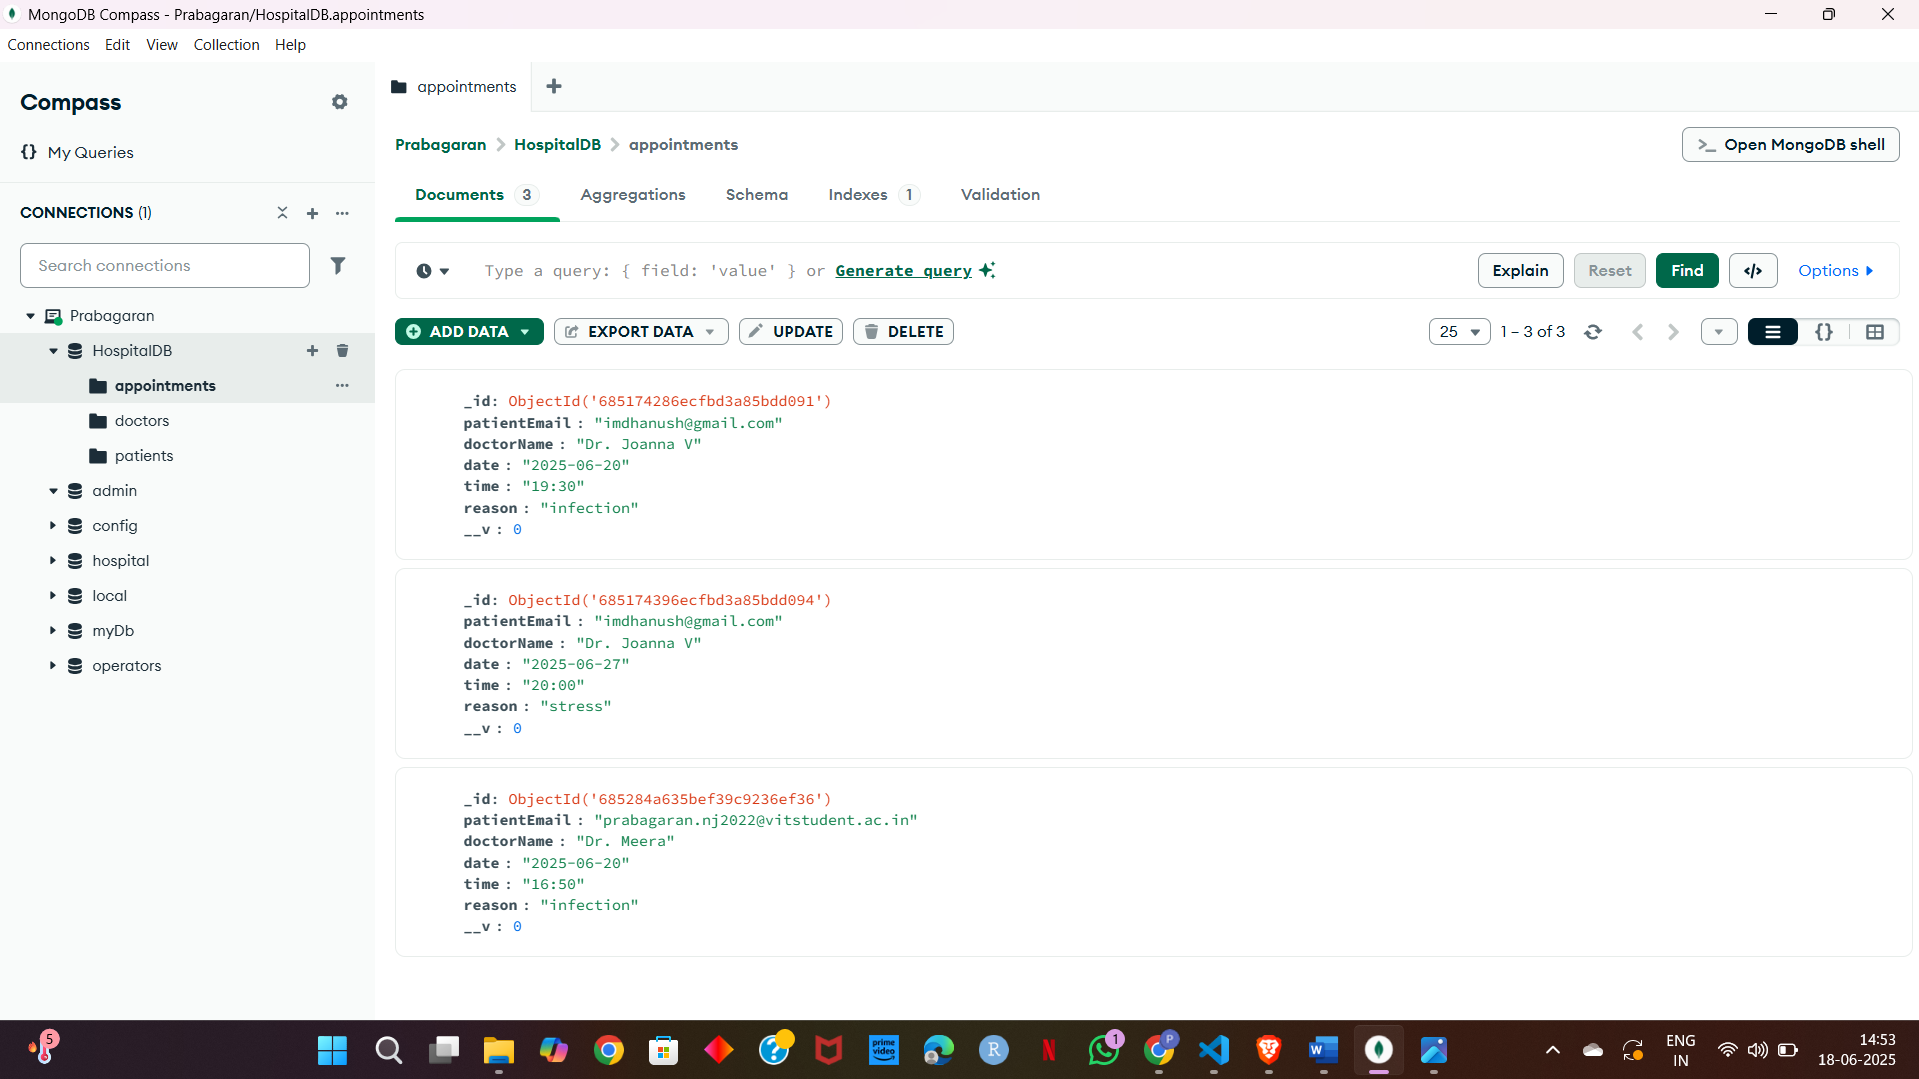 MongoDB Compass - Prabagaran/HospitalDB.appointments
Connections Edit View Collection Help
Compass
{} My Queries
CONNECTIONS (1)
Search connections
Prabagaran
HospitalDB
appointments
doctors
patients
admin
config
hospital
local
myDb
operators
appointments
Prabagaran > HospitalDB > appointments
>_ Open MongoDB shell
Documents 3 Aggregations Schema Indexes 1 Validation
Type a query: { field: 'value' } or Generate query
Explain Reset Find </> Options
ADD DATA EXPORT DATA UPDATE DELETE
25 1 – 3 of 3 {}
_id: ObjectId('685174286ecfbd3a85bdd091')
patientEmail : "imdhanush@gmail.com"
doctorName : "Dr. Joanna V"
date : "2025-06-20"
time : "19:30"
reason : "infection"
__v : 0
_id: ObjectId('685174396ecfbd3a85bdd094')
patientEmail : "imdhanush@gmail.com"
doctorName : "Dr. Joanna V"
date : "2025-06-27"
time : "20:00"
reason : "stress"
__v : 0
_id: ObjectId('685284a635bef39c9236ef36')
patientEmail : "prabagaran.nj2022@vitstudent.ac.in"
doctorName : "Dr. Meera"
date : "2025-06-20"
time : "16:50"
reason : "infection"
__v : 0
5
prime video
R
N
1
P
W
ENG
IN
14:53
18-06-2025